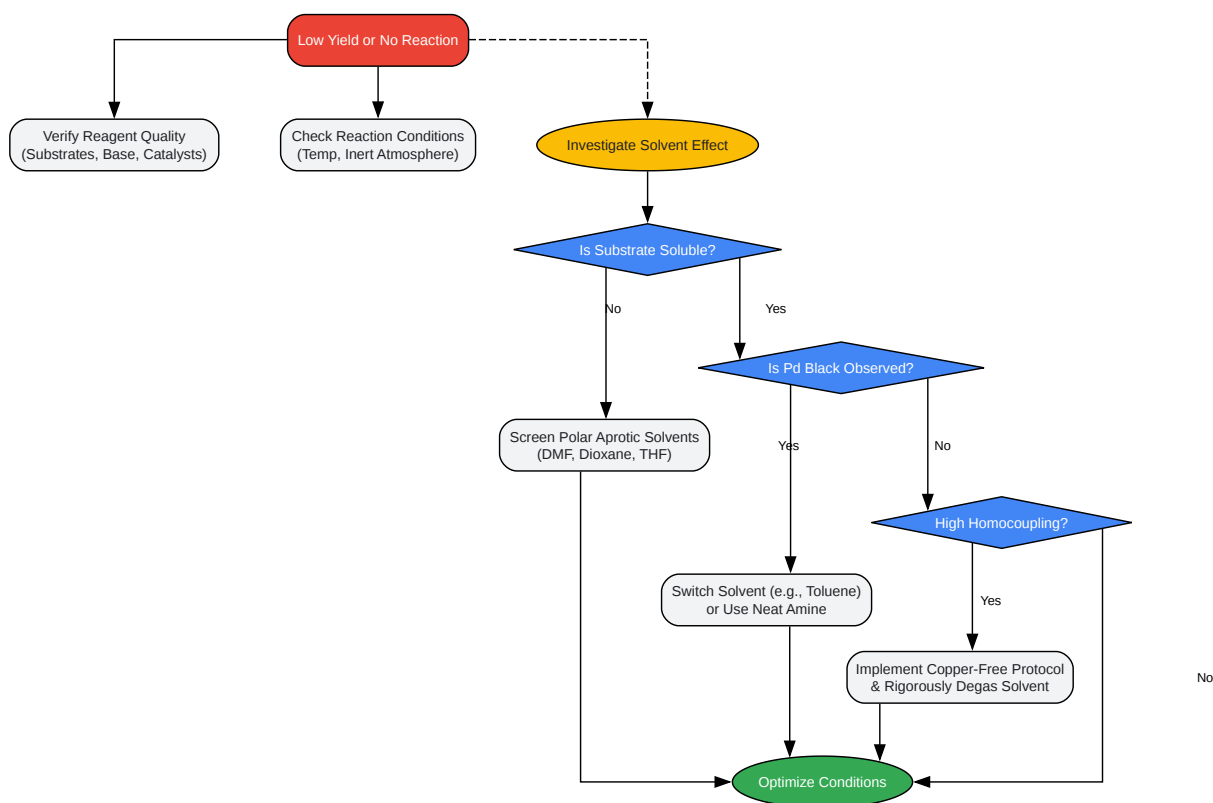 Low Yield or No Reaction
Verify Reagent Quality
(Substrates, Base, Catalysts)
Check Reaction Conditions
(Temp, Inert Atmosphere)
Investigate Solvent Effect
Is Substrate Soluble?
No
Yes
Is Pd Black Observed?
Screen Polar Aprotic Solvents
(DMF, Dioxane, THF)
Yes
No
High Homocoupling?
Switch Solvent (e.g., Toluene)
or Use Neat Amine
Yes
Implement Copper-Free Protocol
& Rigorously Degas Solvent
No
Optimize Conditions